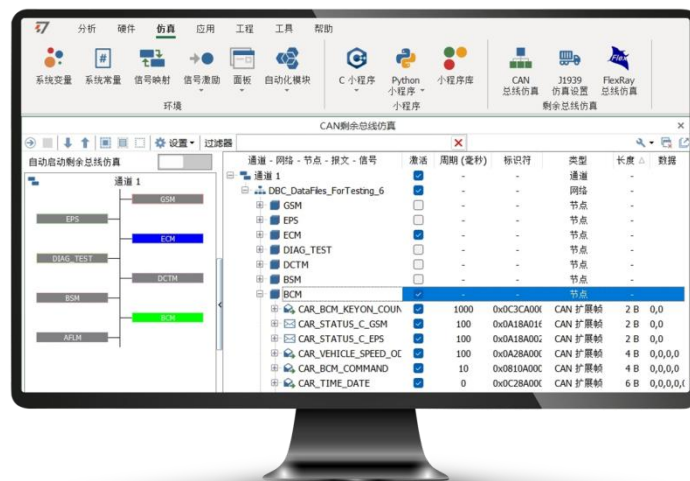 分析 硬件 仿真 应用 工程 工具 帮助
系统变量 系统常量 信号映射 信号激励 面板 自动化模块 C 小程序 Python 小程序 小程序库 CAN 总线仿真 J1939 仿真设置 FlexRay 总线仿真
环境 小程序 剩余总线仿真
CAN剩余总线仿真
设置 过滤器
自动启动剩余总线仿真
通道 1
GSM
EPS
ECM
DIAG_TEST
DCTM
BSM
BCM
AFLM
通道 - 网络 - 节点 - 报文 - 信号 激活 周期 (毫秒) 标识符 类型 长度 数据
通道 1 - - 通道 -
DBC_DataFiles_ForTesting_6 - - 网络 -
GSM - - 节点 -
EPS - - 节点 -
ECM - - 节点 -
DIAG_TEST - - 节点 -
DCTM - - 节点 -
BSM - - 节点 -
BCM - - 节点 -
CAR_BCM_KEYON_COUN 1000 0x0C3CA00( CAN 扩展帧 2 B 0,0
CAR_STATUS_C_GSM 100 0x0A18A016 CAN 扩展帧 2 B 0,0
CAR_STATUS_C_EPS 100 0x0A18A002 CAN 扩展帧 2 B 0,0
CAR_VEHICLE_SPEED_OD 100 0x0A28A00( CAN 扩展帧 4 B 0,0,0,0
CAR_BCM_COMMAND 10 0x0810A00( CAN 扩展帧 4 B 0,0,0,0
CAR_TIME_DATE 0 0x0C28A00( CAN 扩展帧 6 B 0,0,0,0,(